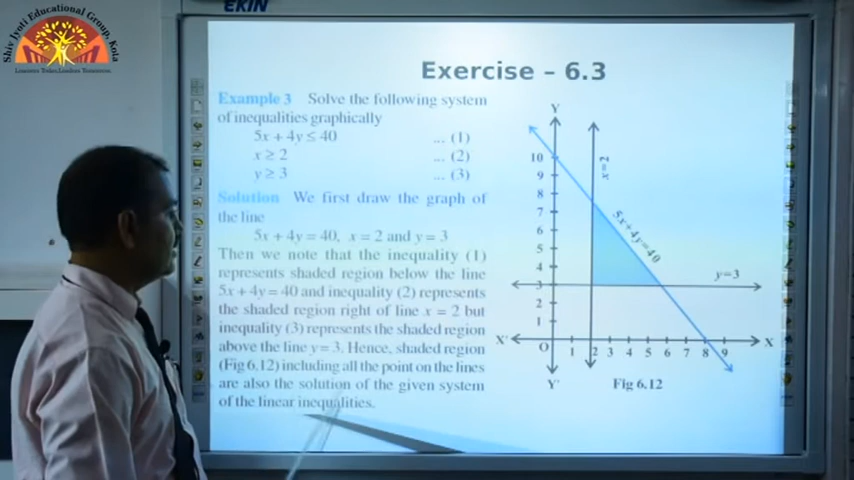 EKIN
Shiv Jyoti Educational Group, Kota
Exercise – 6.3
Example 3 Solve the following system
of inequalities graphically
5x + 4y ≤ 40 ... (1)
x ≥ 2 ... (2)
y ≥ 3 ... (3)
Solution We first draw the graph of
the line
5x + 4y = 40, x = 2 and y = 3
Then we note that the inequality (1)
represents shaded region below the line
5x + 4y = 40 and inequality (2) represents
the shaded region right of line x = 2 but
inequality (3) represents the shaded region
above the line y = 3. Hence, shaded region
(Fig 6.12) including all the point on the lines
are also the solution of the given system
of the linear inequalities.
Y
10
9
8
7
6
5
4
3
2
1
x=2
5x+4y=40
y=3
X' O 1 2 3 4 5 6 7 8 9 X
Y' Fig 6.12